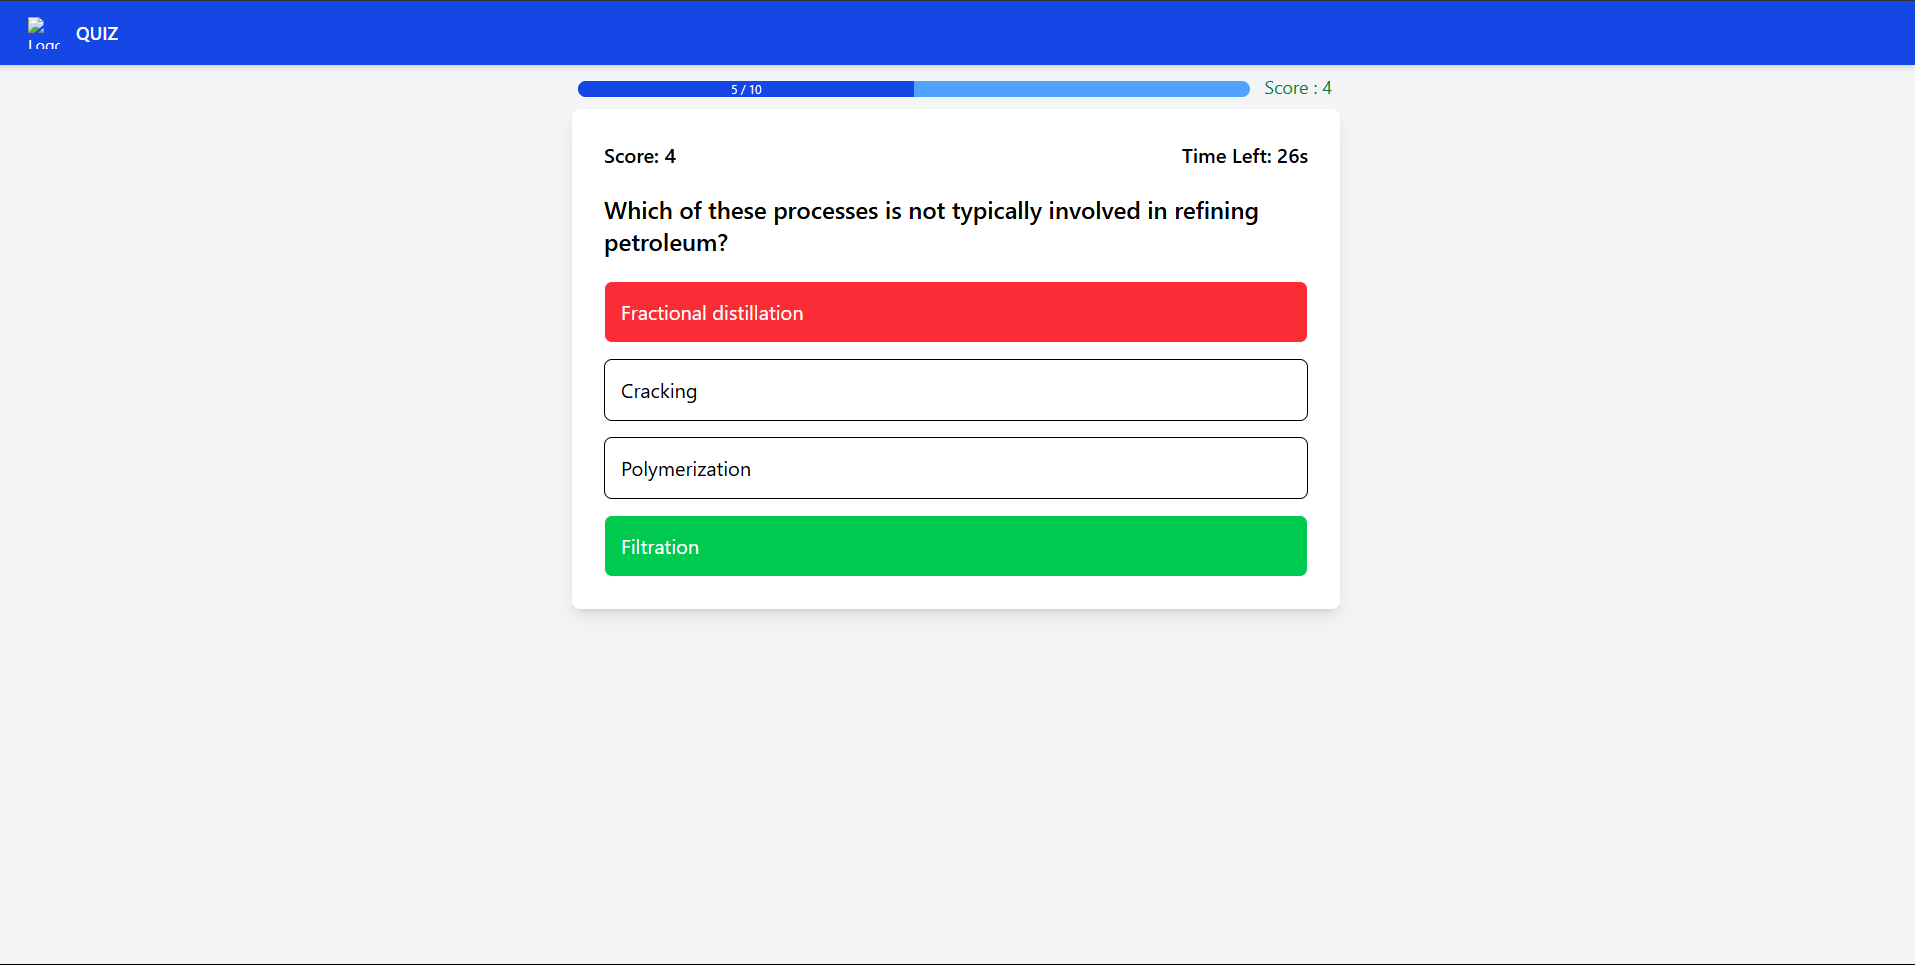 Logo
QUIZ
5 / 10
Score : 4
Score: 4
Time Left: 26s
Which of these processes is not typically involved in refining
petroleum?
Fractional distillation
Cracking
Polymerization
Filtration